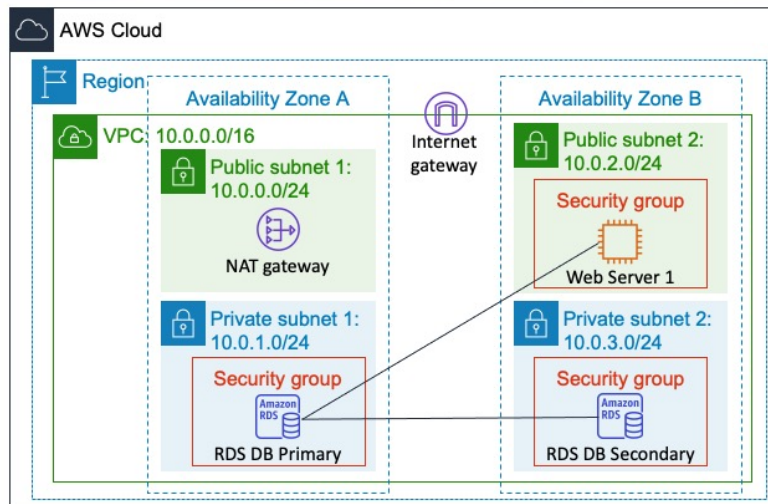 AWS Cloud
Region
Availability Zone A
Availability Zone B
VPC: 10.0.0.0/16
Internet
gateway
Public subnet 1:
10.0.0.0/24
NAT gateway
Public subnet 2:
10.0.2.0/24
Security group
Web Server 1
Private subnet 1:
10.0.1.0/24
Security group
Amazon
RDS
RDS DB Primary
Private subnet 2:
10.0.3.0/24
Security group
Amazon
RDS
RDS DB Secondary